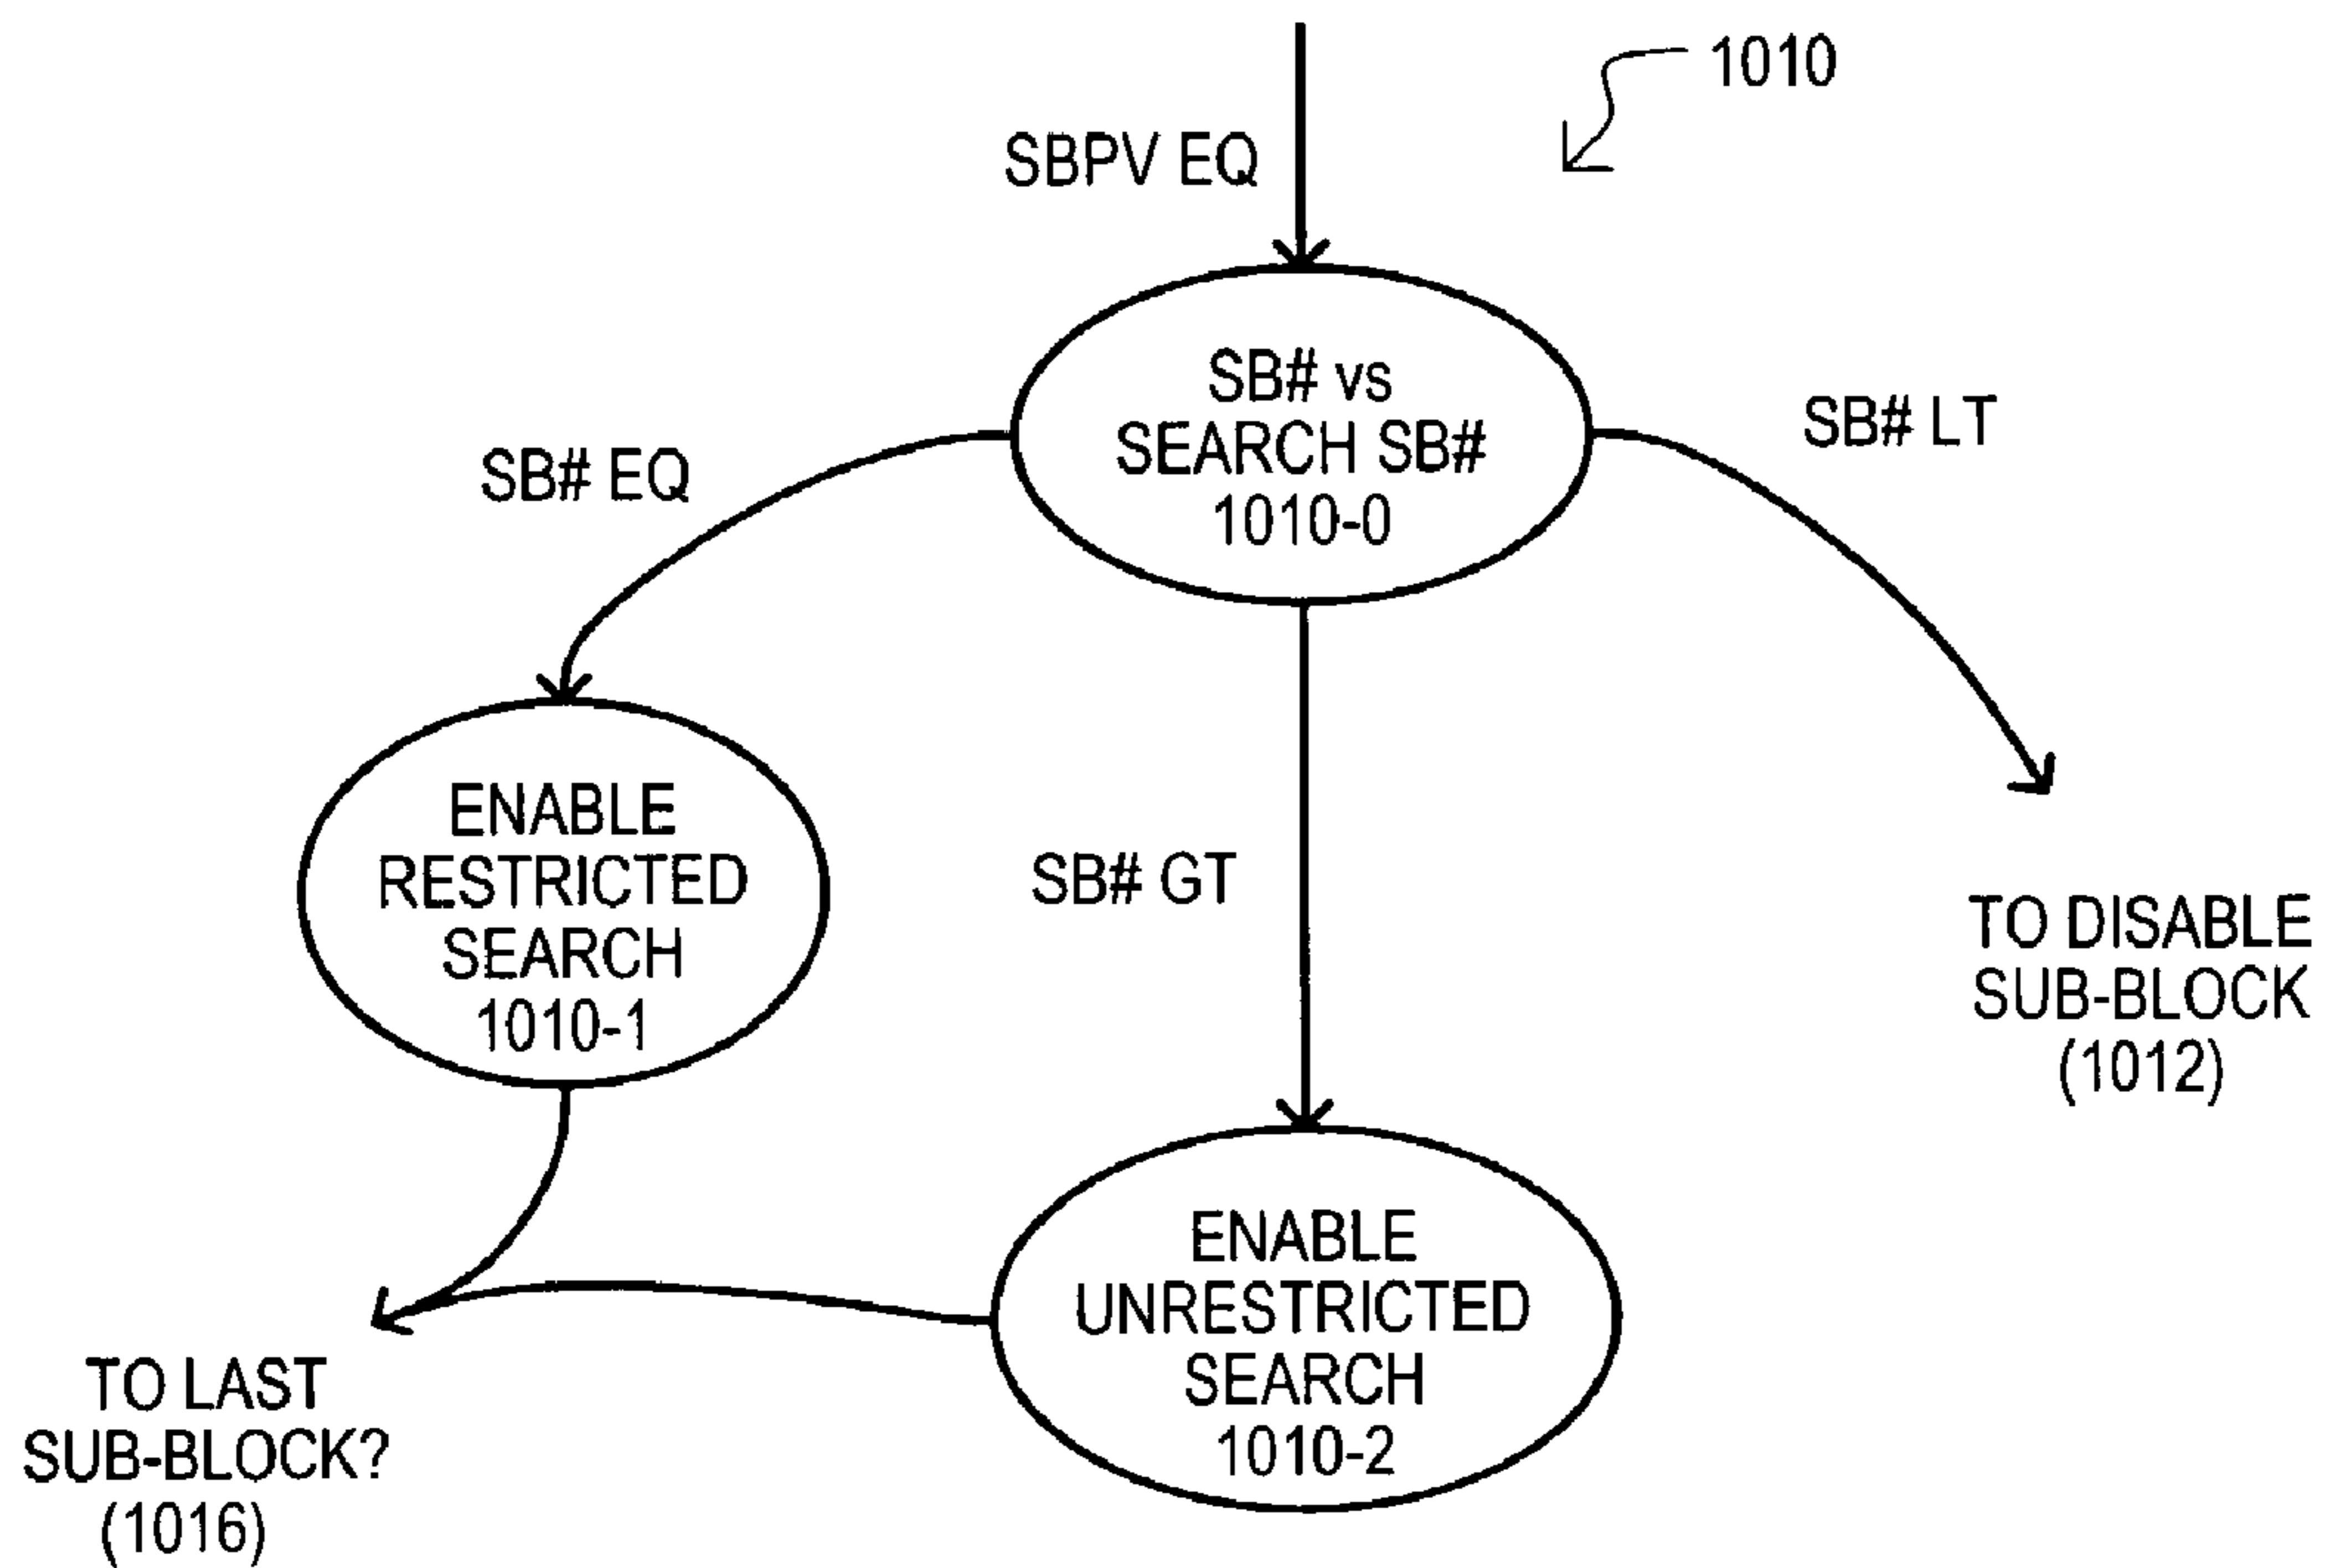 1010
SBPV EQ
SB# vs
SEARCH SB#
1010-0
SB# LT
SB# EQ
ENABLE
RESTRICTED
SEARCH
1010-1
SB# GT
TO DISABLE
SUB-BLOCK
(1012)
ENABLE
UNRESTRICTED
SEARCH
1010-2
TO LAST
SUB-BLOCK?
(1016)